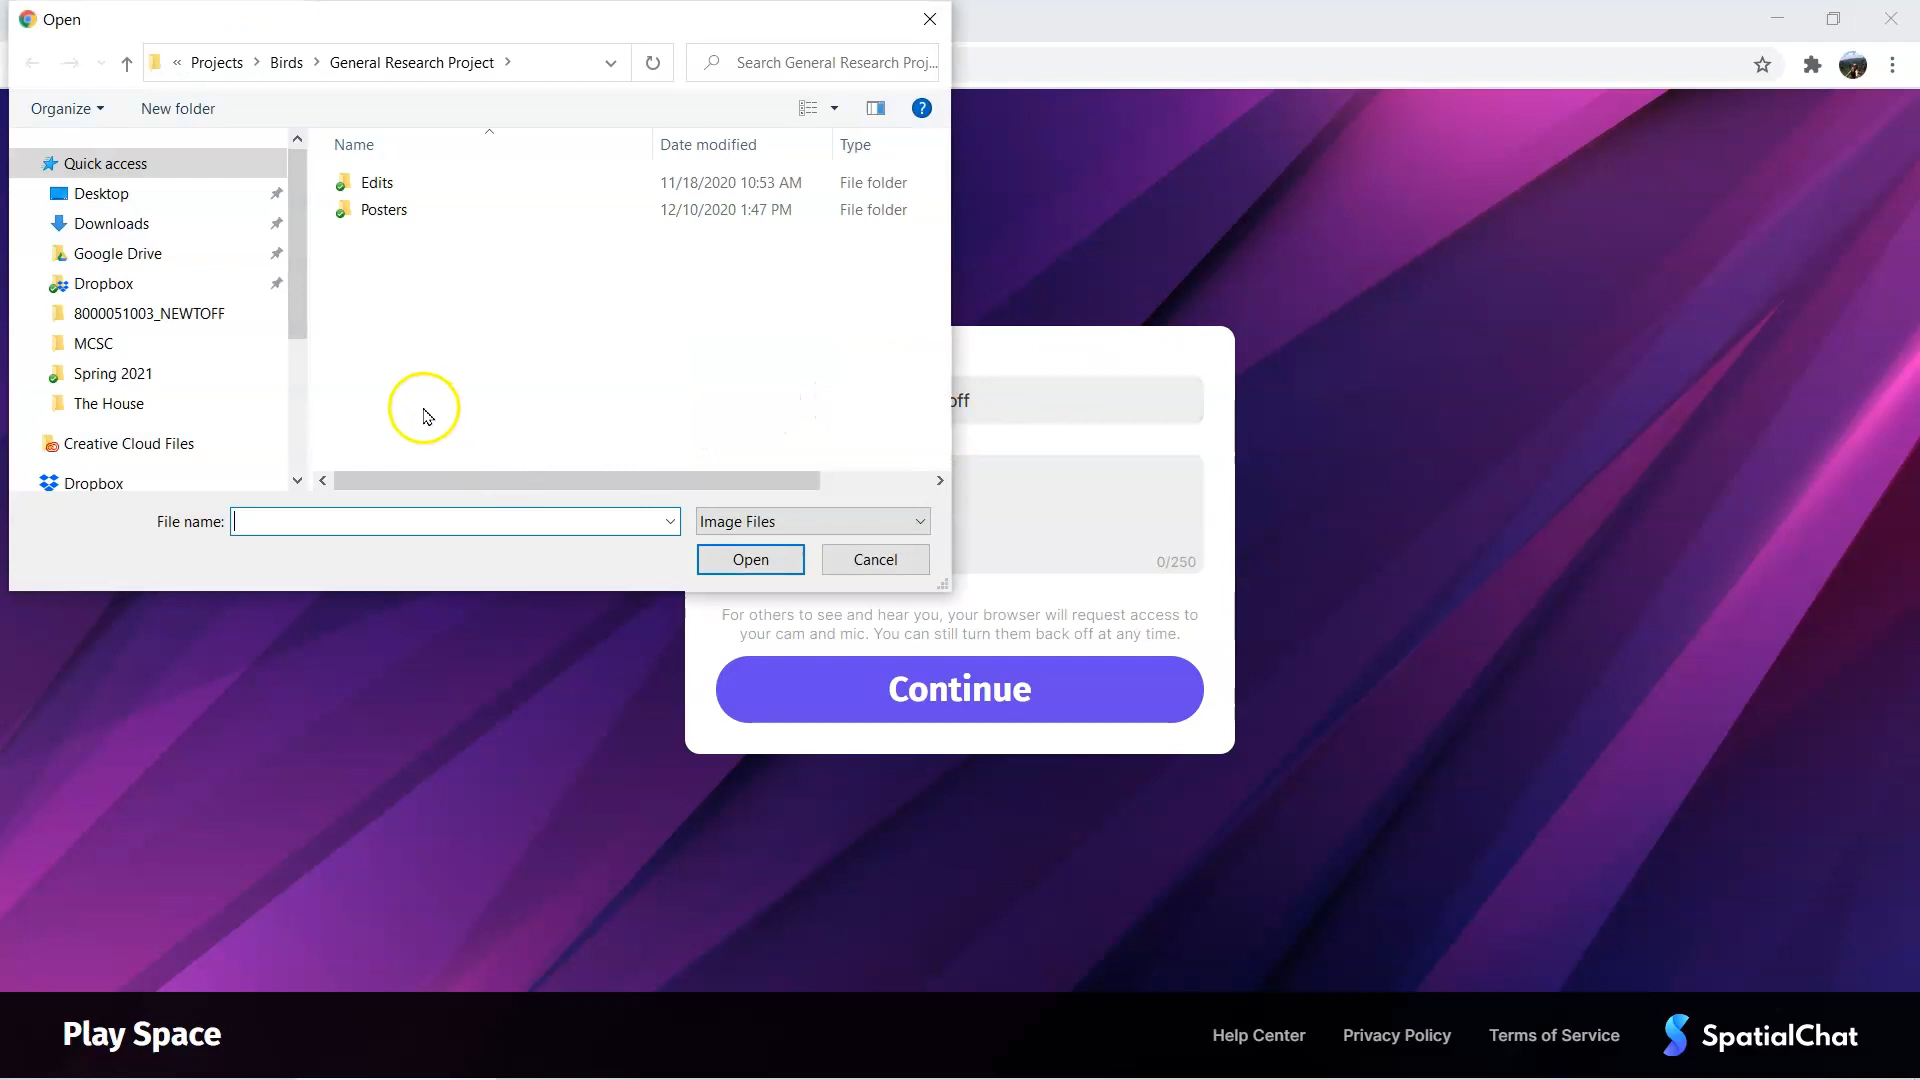 Open
« Projects > Birds > General Research Project >
Search General Research Proj...
Organize
New folder
?
Name
Date modified
Type
Quick access
Desktop
Downloads
Google Drive
Dropbox
8000051003_NEWTOFF
MCSC
Spring 2021
The House
Creative Cloud Files
Dropbox
Edits 11/18/2020 10:53 AM File folder
Posters 12/10/2020 1:47 PM File folder
File name:
Image Files
Open
Cancel
off
0/250
For others to see and hear you, your browser will request access to
your cam and mic. You can still turn them back off at any time.
Continue
Play Space
Help Center
Privacy Policy
Terms of Service
SpatialChat